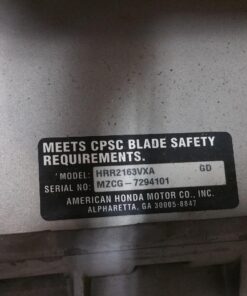 MEETS CPSC BLADE SAFETY
REQUIREMENTS.
MODEL: HRR2163VXA GD
SERIAL NO: MZCG-7294101
AMERICAN HONDA MOTOR CO., INC.
ALPHARETTA, GA 30005-8847